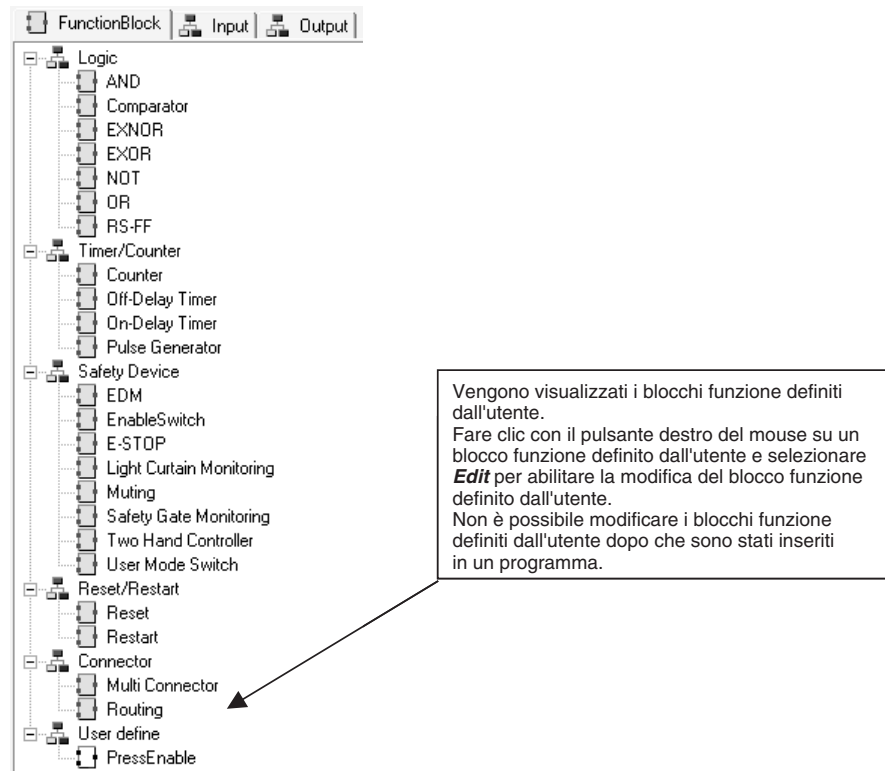 FunctionBlock Input Output
Logic
AND
Comparator
EXNOR
EXOR
NOT
OR
RS-FF
Timer/Counter
Counter
Off-Delay Timer
On-Delay Timer
Pulse Generator
Safety Device
EDM
EnableSwitch
E-STOP
Light Curtain Monitoring
Muting
Safety Gate Monitoring
Two Hand Controller
User Mode Switch
Reset/Restart
Reset
Restart
Connector
Multi Connector
Routing
User define
PressEnable
Vengono visualizzati i blocchi funzione definiti
dall'utente.
Fare clic con il pulsante destro del mouse su un
blocco funzione definito dall'utente e selezionare
Edit per abilitare la modifica del blocco funzione
definito dall'utente.
Non è possibile modificare i blocchi funzione
definiti dall'utente dopo che sono stati inseriti
in un programma.